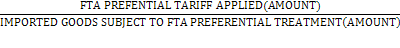 FTA PREFENTIAL TARIFF APPLIED(AMOUNT)
IMPORTED GOODS SUBJECT TO FTA PREFERENTIAL TREATMENT(AMOUNT)